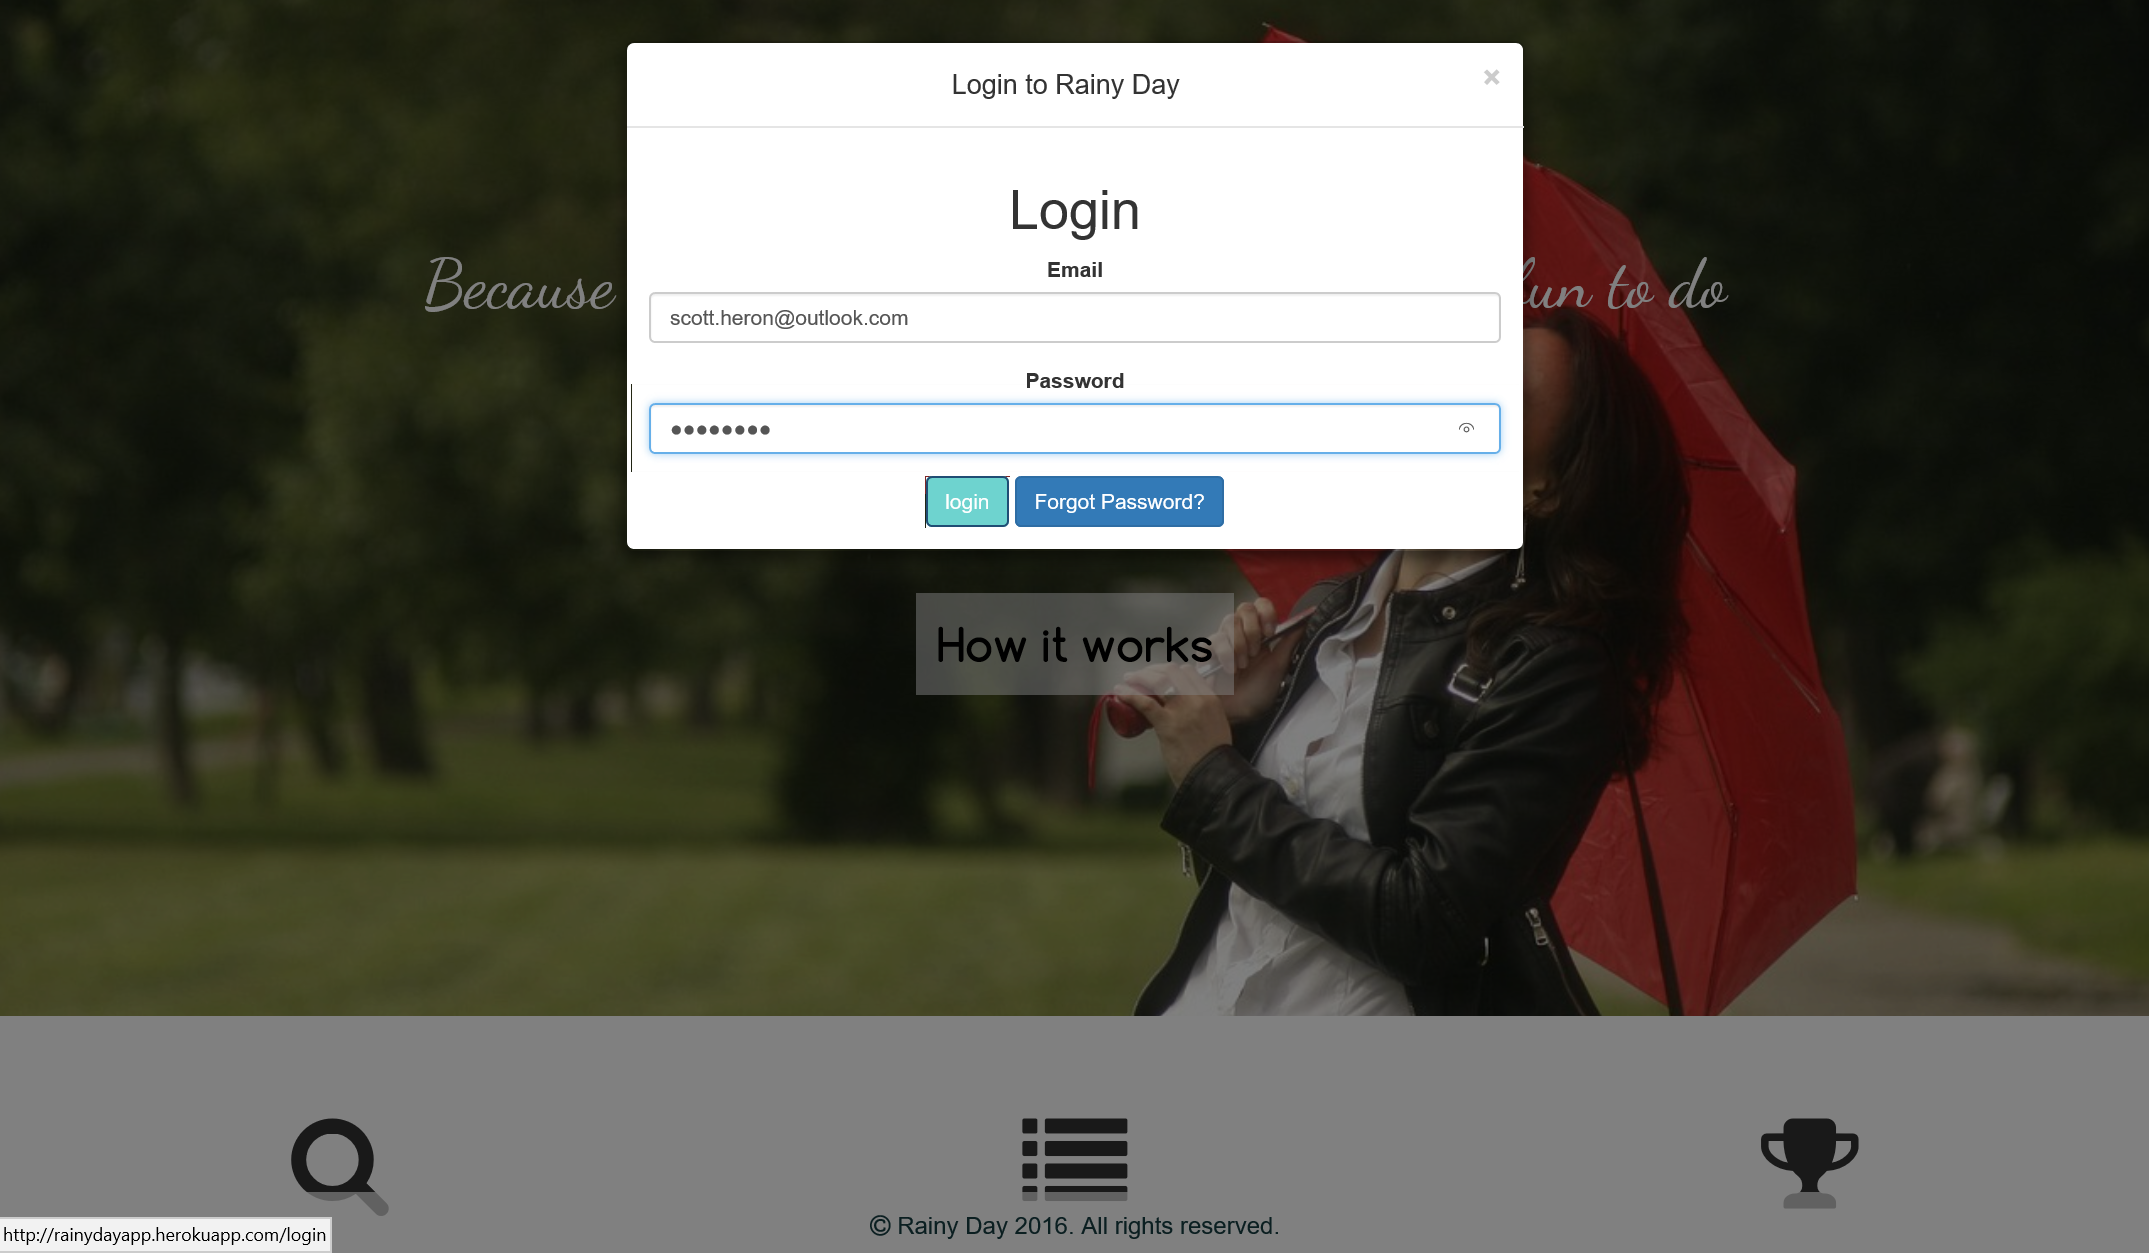 Login to Rainy Day
×
Login
Email
Because
fun to do
scott.heron@outlook.com
Password
••••••••
login
Forgot Password?
How it works
© Rainy Day 2016. All rights reserved.
http://rainydayapp.herokuapp.com/login